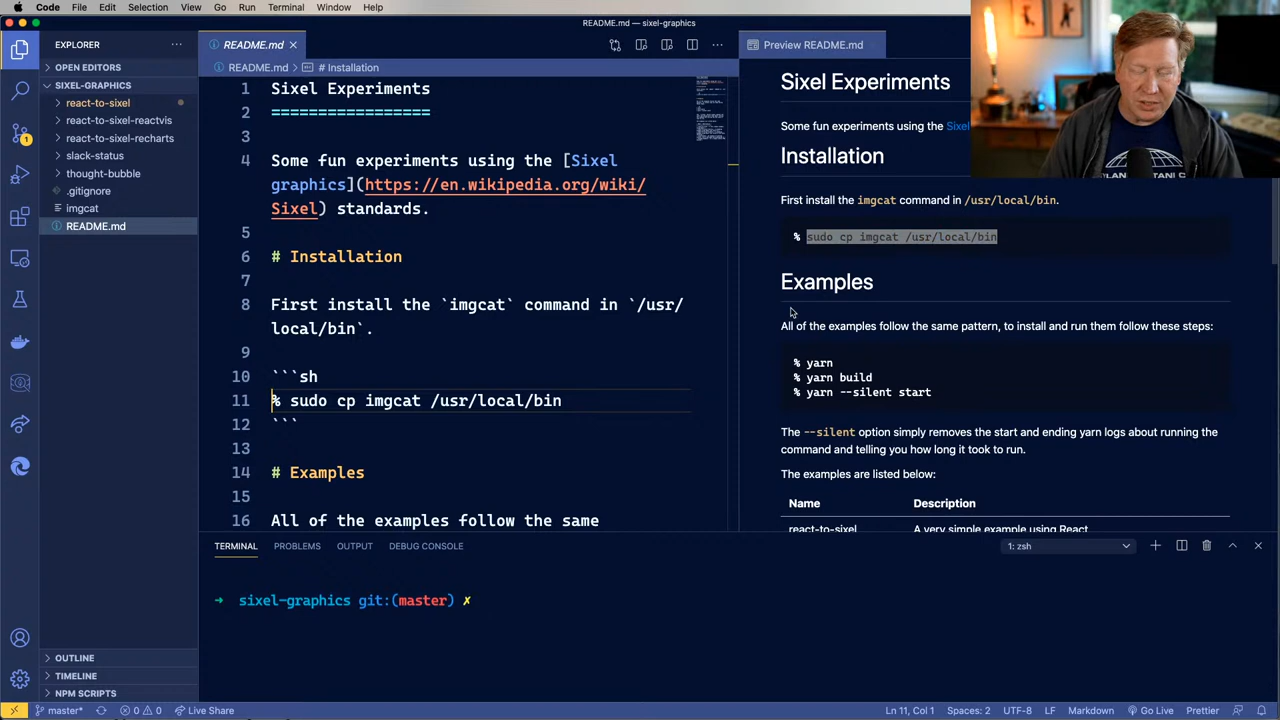 Code File Edit Selection View Go Run Terminal Window Help
README.md — sixel-graphics
EXPLORER
OPEN EDITORS
SIXEL-GRAPHICS
react-to-sixel
react-to-sixel-reactvis
react-to-sixel-recharts
slack-status
thought-bubble
.gitignore
imgcat
README.md
OUTLINE
TIMELINE
NPM SCRIPTS
README.md
README.md > # Installation
1 Sixel Experiments
2 =================
3
4 Some fun experiments using the [Sixel
graphics](https://en.wikipedia.org/wiki/
Sixel) standards.
5
6 # Installation
7
8 First install the `imgcat` command in `/usr/
local/bin`.
9
10 ```sh
11 % sudo cp imgcat /usr/local/bin
12 ```
13
14 # Examples
15
16 All of the examples follow the same
Preview README.md
Sixel Experiments
Some fun experiments using the Sixel
Installation
First install the imgcat command in /usr/local/bin.
% sudo cp imgcat /usr/local/bin
Examples
All of the examples follow the same pattern, to install and run them follow these steps:
% yarn
% yarn build
% yarn --silent start
The --silent option simply removes the start and ending yarn logs about running the
command and telling you how long it took to run.
The examples are listed below:
Name Description
react-to-sixel A very simple example using React
TERMINAL PROBLEMS OUTPUT DEBUG CONSOLE
1: zsh
➜ sixel-graphics git:(master) ✗
master* 0 0 Live Share
Ln 11, Col 1 Spaces: 2 UTF-8 LF Markdown Go Live Prettier